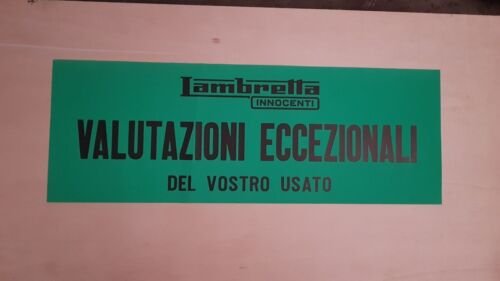 Lambretta
INNOCENTI
VALUTAZIONI ECCEZIONALI
DEL VOSTRO USATO